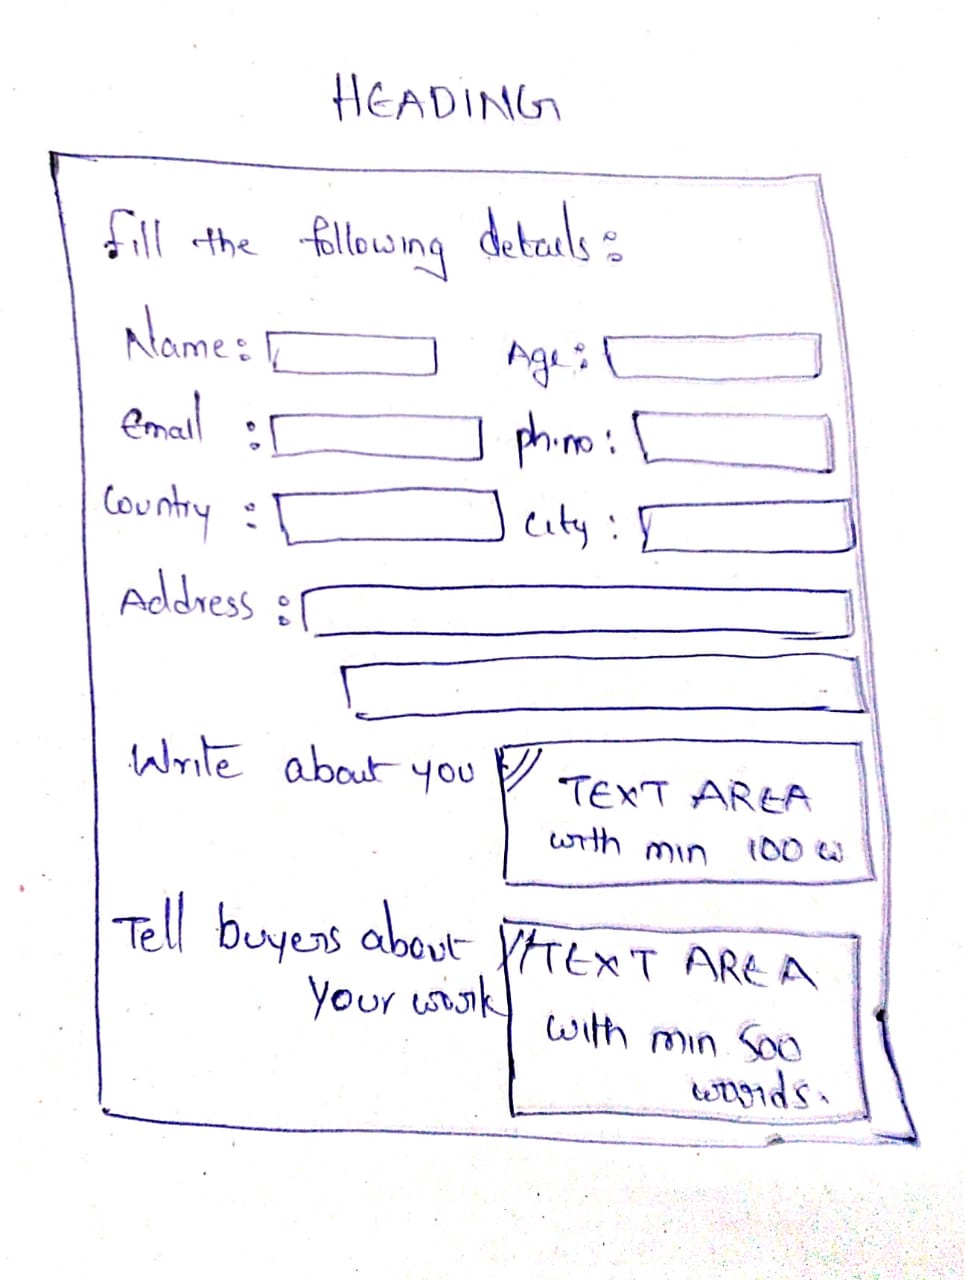 HEADING
Fill the following details:
Name: Age:
Email : ph.no:
Country : City :
Address :
Write about you
TEXT AREA
with min 100 w
Tell buyers about
your work
TEXT AREA
with min 500
words.